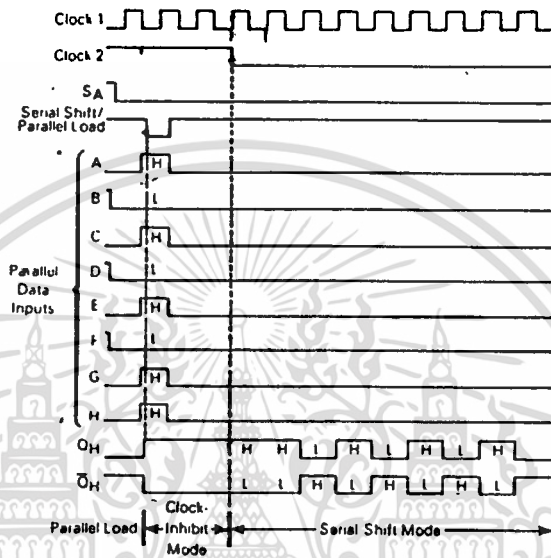 Clock 1
Clock 2
SA
Serial Shift/
Parallel Load
A H
B L
C H
D L
E H
F L
G H
H H
Parallel
Data
Inputs
QH H H L H L H L H
Q̅H L L H L H L H L
Parallel Load
Clock-
Inhibit
Mode
Serial Shift Mode